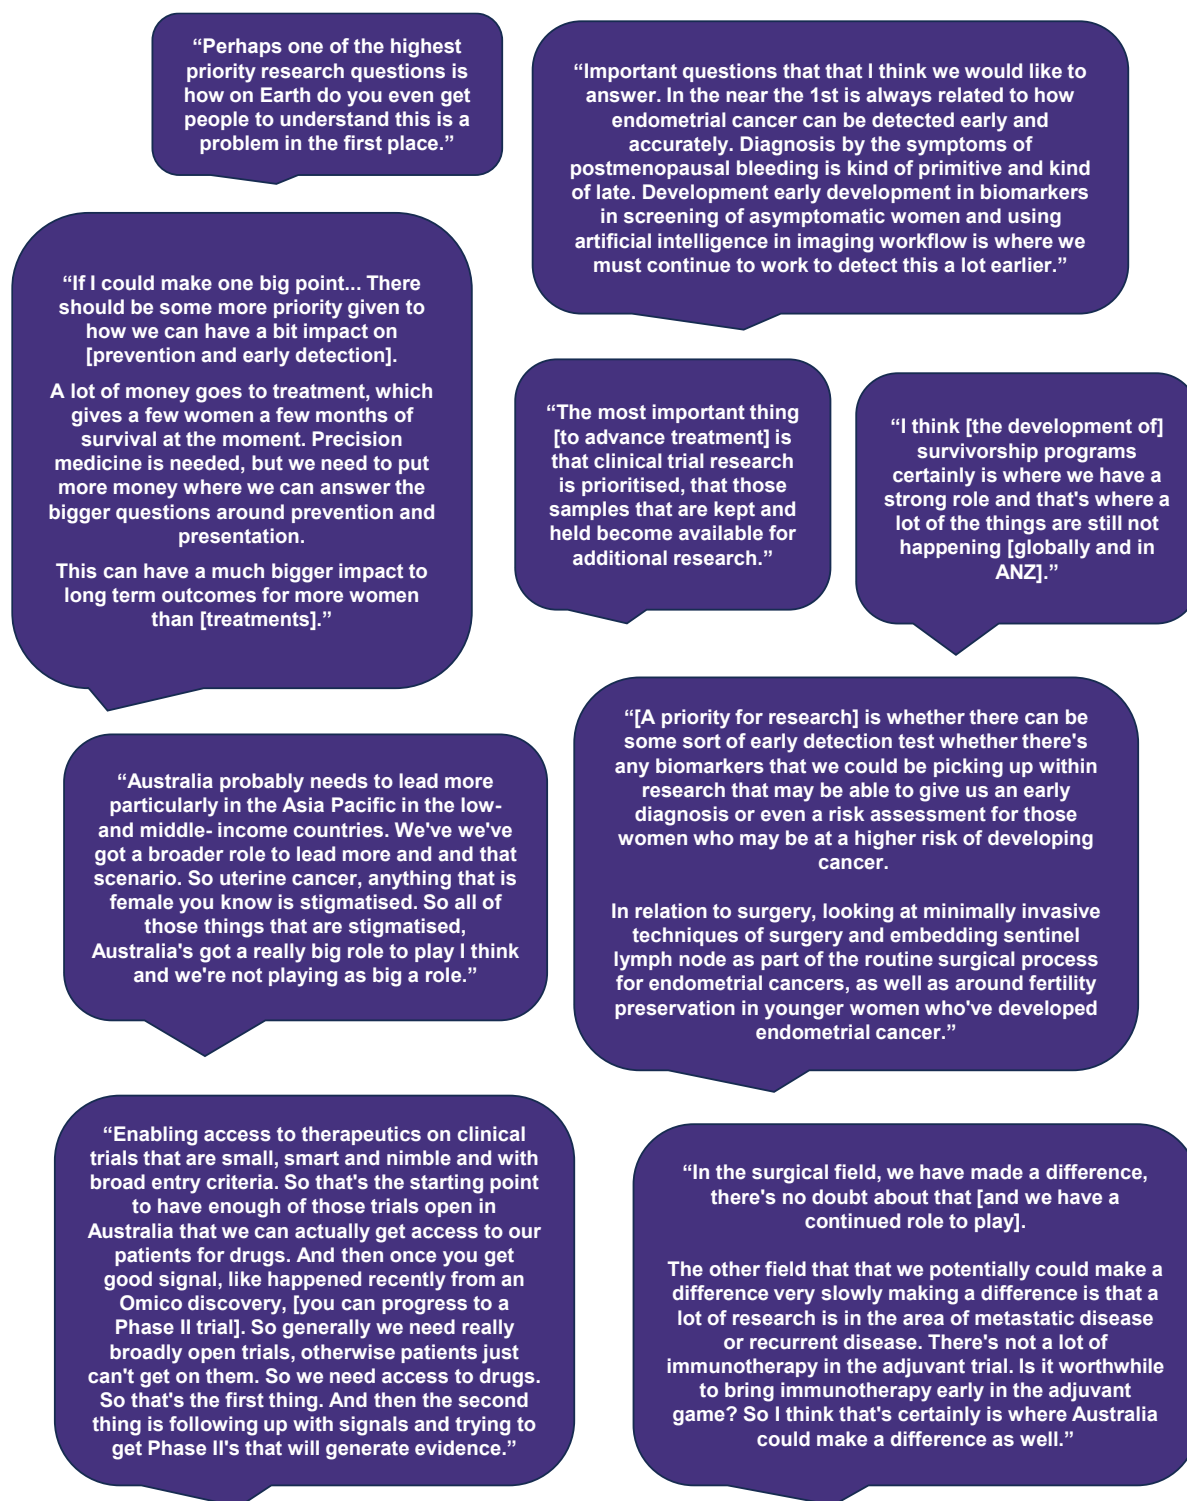 “Perhaps one of the highest
priority research questions is
how on Earth do you even get
people to understand this is a
problem in the first place.”
“Important questions that that I think we would like to
answer. In the near the 1st is always related to how
endometrial cancer can be detected early and
accurately. Diagnosis by the symptoms of
postmenopausal bleeding is kind of primitive and kind
of late. Development early development in biomarkers
in screening of asymptomatic women and using
artificial intelligence in imaging workflow is where we
must continue to work to detect this a lot earlier.”
“If I could make one big point... There
should be some more priority given to
how we can have a bit impact on
[prevention and early detection].
A lot of money goes to treatment, which
gives a few women a few months of
survival at the moment. Precision
medicine is needed, but we need to put
more money where we can answer the
bigger questions around prevention and
presentation.
This can have a much bigger impact to
long term outcomes for more women
than [treatments].”
“The most important thing
[to advance treatment] is
that clinical trial research
is prioritised, that those
samples that are kept and
held become available for
additional research.”
“I think [the development of]
survivorship programs
certainly is where we have a
strong role and that's where a
lot of the things are still not
happening [globally and in
ANZ].”
“[A priority for research] is whether there can be
some sort of early detection test whether there's
any biomarkers that we could be picking up within
research that may be able to give us an early
diagnosis or even a risk assessment for those
women who may be at a higher risk of developing
cancer.
In relation to surgery, looking at minimally invasive
techniques of surgery and embedding sentinel
lymph node as part of the routine surgical process
for endometrial cancers, as well as around fertility
preservation in younger women who've developed
endometrial cancer.”
“Australia probably needs to lead more
particularly in the Asia Pacific in the low-
and middle- income countries. We've we've
got a broader role to lead more and and that
scenario. So uterine cancer, anything that is
female you know is stigmatised. So all of
those things that are stigmatised,
Australia's got a really big role to play I think
and we're not playing as big a role.”
“Enabling access to therapeutics on clinical
trials that are small, smart and nimble and with
broad entry criteria. So that's the starting point
to have enough of those trials open in
Australia that we can actually get access to our
patients for drugs. And then once you get
good signal, like happened recently from an
Omico discovery, [you can progress to a
Phase II trial]. So generally we need really
broadly open trials, otherwise patients just
can't get on them. So we need access to drugs.
So that's the first thing. And then the second
thing is following up with signals and trying to
get Phase II's that will generate evidence.”
“In the surgical field, we have made a difference,
there's no doubt about that [and we have a
continued role to play].
The other field that that we potentially could make a
difference very slowly making a difference is that a
lot of research is in the area of metastatic disease
or recurrent disease. There's not a lot of
immunotherapy in the adjuvant trial. Is it worthwhile
to bring immunotherapy early in the adjuvant
game? So I think that's certainly is where Australia
could make a difference as well.”